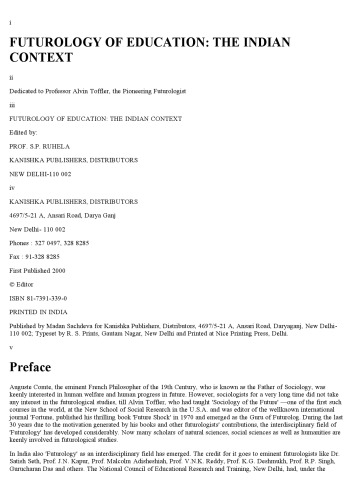 i
FUTUROLOGY OF EDUCATION: THE INDIAN
CONTEXT
ii
Dedicated to Professor Alvin Toffler, the Pioneering Futurologist
iii
FUTUROLOGY OF EDUCATION: THE INDIAN CONTEXT
Edited by:
PROF. S.P. RUHELA
KANISHKA PUBLISHERS, DISTRIBUTORS
NEW DELHI-110 002
iv
KANISHKA PUBLISHERS, DISTRIBUTORS
4697/5-21 A, Ansari Road, Darya Ganj
New Delhi- 110 002
Phones : 327 0497, 328 8285
Fax : 91-328 8285
First Published 2000
© Editor
ISBN 81-7391-339-0
PRINTED IN INDIA
Published by Madan Sachdeva for Kanishka Publishers, Distributors, 4697/5-21 A, Ansari Road, Daryaganj, New Delhi-
110 002; Typeset by R. S. Prints, Gautam Nagar, New Delhi and Printed at Nice Printing Press, Delhi.
v
Preface
Auguste Comte, the eminent French Philosopher of the 19th Century, who is known as the Father of Sociology, was
keenly interested in human welfare and human progress in future. However, sociologists for a very long time did not take
any interest in the futurological studies, till Alvin Toffler, who had taught 'Sociology of the Future' —one of the first such
courses in the world, at the New School of Social Research in the U.S.A. and was editor of the wellknown international
journal 'Fortune, published his thrilling book 'Future Shock' in 1970 and emerged as the Guru of Futurolog. During the last
30 years due to the motivation generated by his books and other futurologists' contributions, the interdisciplinary field of
'Futurology' has developed considerably. Now many scholars of natural sciences, social sciences as well as humanities are
keenly involved in futurological studies.
In India also 'Futurology' as an interdisciplinary field has emerged. The credit for it goes to eminent futurologists like Dr.
Satish Seth, Prof. J.N. Kapur, Prof. Malcolm Adisheshiah, Prof. V.N.K. Reddy, Prof. K.G. Deshmukh, Prof. R.P. Singh,
Gurucharan Das and others. The National Council of Educational Research and Training, New Delhi, had, under the